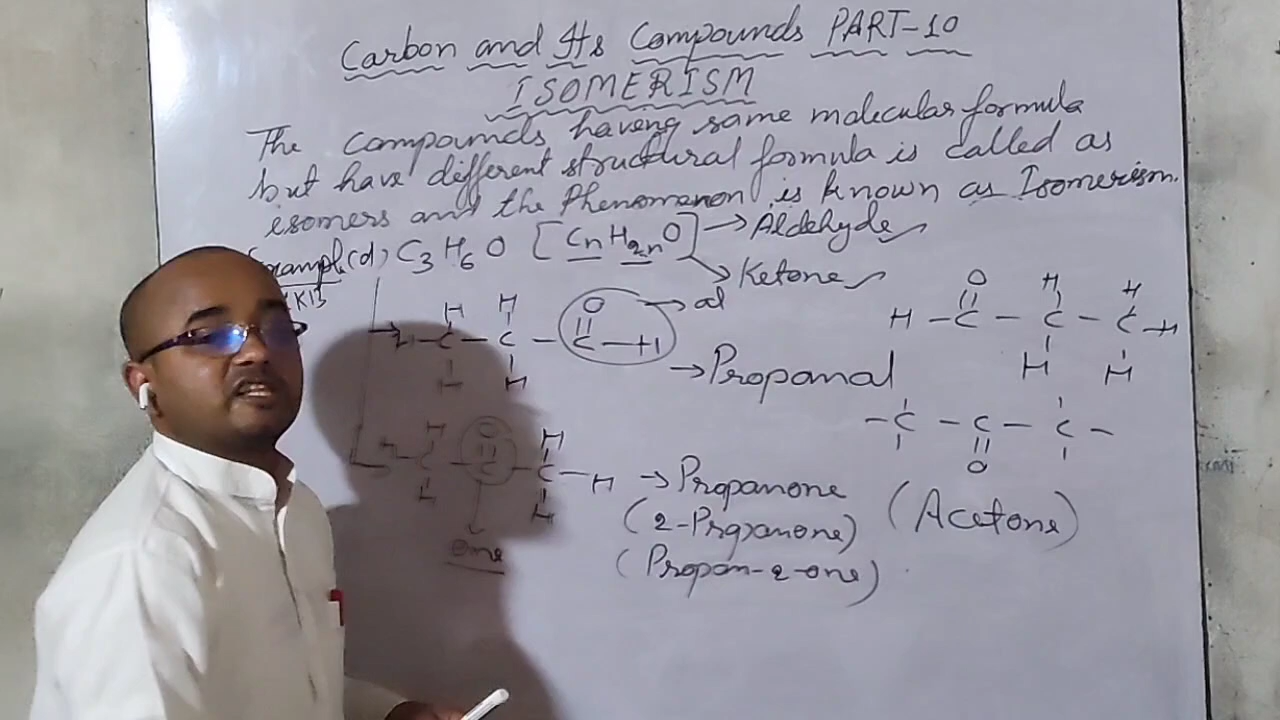 Carbon and Its Compounds PART-10
ISOMERISM
The compounds having same molecular formula
but have different structural formula is called as
isomers and the Phenomenon is known as Isomerism.
Example (d) C3H6O [CnH2nO] → Aldehyde
→ Ketone
O → al
H H
H - C - C - C - H
H H
→ Propanal
O H H
H - C - C - C - H
H H
- C - C - C -
O
H O H
H - C - C - C - H
H H
one
→ Propanone
(2-Propanone) (Acetone)
(Propan-2-one)